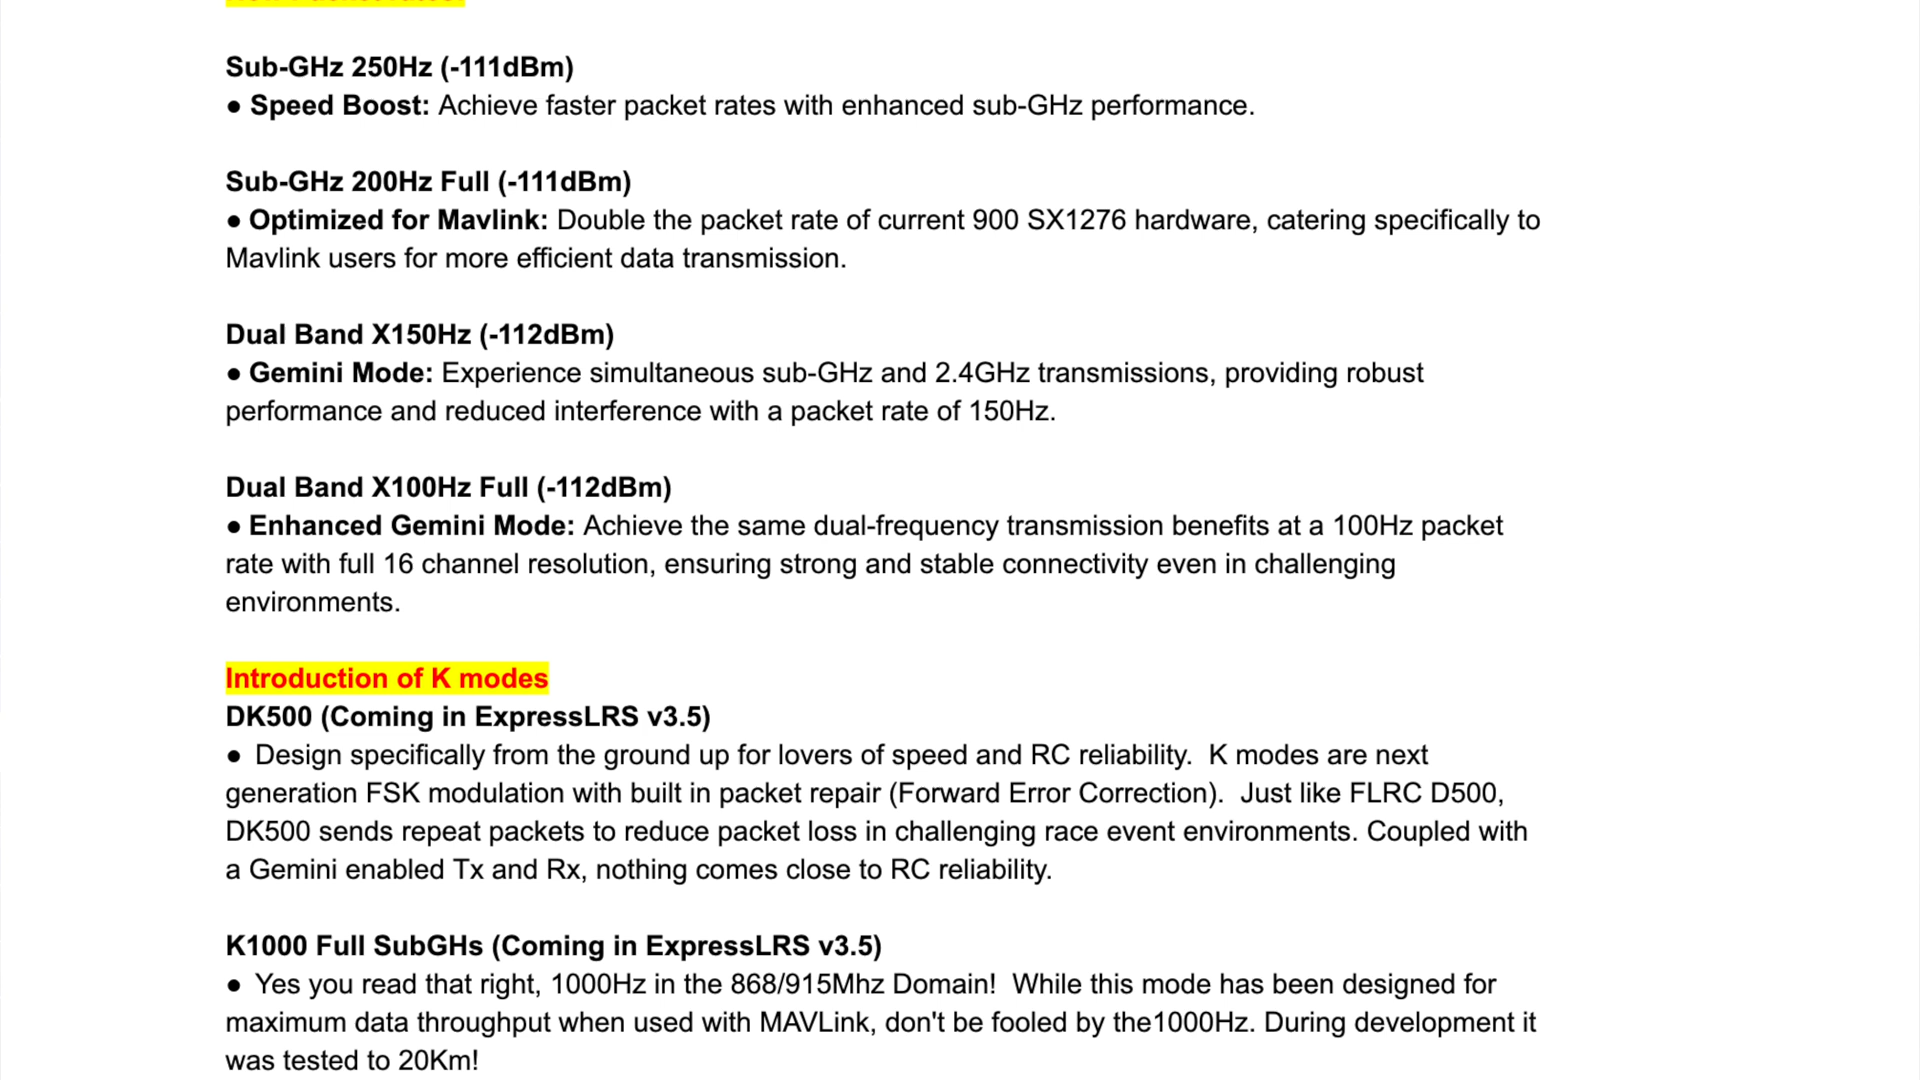 Sub-GHz 250Hz (-111dBm)
● Speed Boost: Achieve faster packet rates with enhanced sub-GHz performance.
Sub-GHz 200Hz Full (-111dBm)
● Optimized for Mavlink: Double the packet rate of current 900 SX1276 hardware, catering specifically to
Mavlink users for more efficient data transmission.
Dual Band X150Hz (-112dBm)
● Gemini Mode: Experience simultaneous sub-GHz and 2.4GHz transmissions, providing robust
performance and reduced interference with a packet rate of 150Hz.
Dual Band X100Hz Full (-112dBm)
● Enhanced Gemini Mode: Achieve the same dual-frequency transmission benefits at a 100Hz packet
rate with full 16 channel resolution, ensuring strong and stable connectivity even in challenging
environments.
Introduction of K modes
DK500 (Coming in ExpressLRS v3.5)
● Design specifically from the ground up for lovers of speed and RC reliability.  K modes are next
generation FSK modulation with built in packet repair (Forward Error Correction).  Just like FLRC D500,
DK500 sends repeat packets to reduce packet loss in challenging race event environments. Coupled with
a Gemini enabled Tx and Rx, nothing comes close to RC reliability.
K1000 Full SubGHs (Coming in ExpressLRS v3.5)
● Yes you read that right, 1000Hz in the 868/915Mhz Domain!  While this mode has been designed for
maximum data throughput when used with MAVLink, don't be fooled by the1000Hz. During development it
was tested to 20Km!